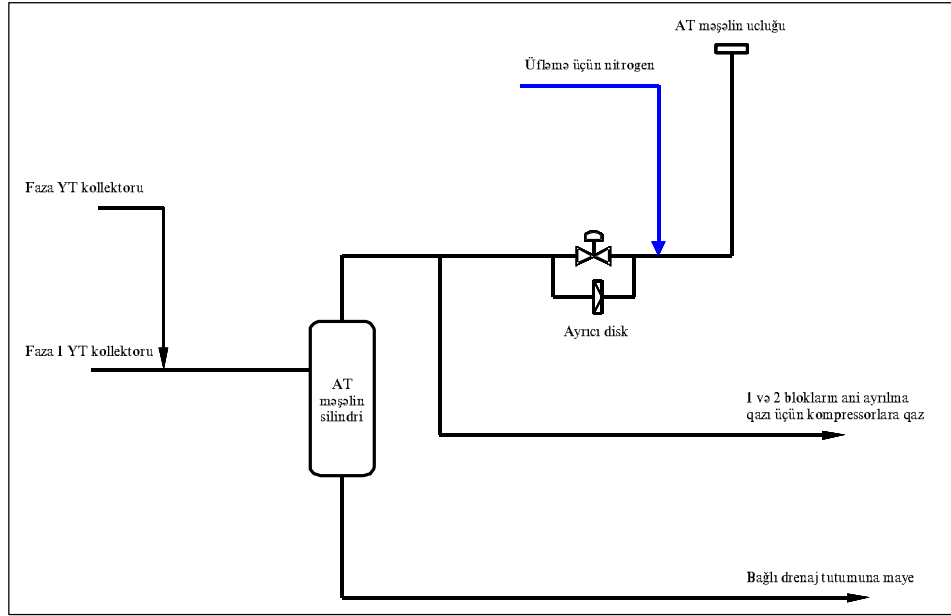 AT məşəlin ucluğu
Üfləmə üçün nitrogen
Faza YT kollektoru
Faza 1 YT kollektoru
AT
məşəlin
silindri
Ayrıcı disk
1 və 2 blokların ani ayrılma
qazı üçün kompressorlara qaz
Bağlı drenaj tutumuna maye